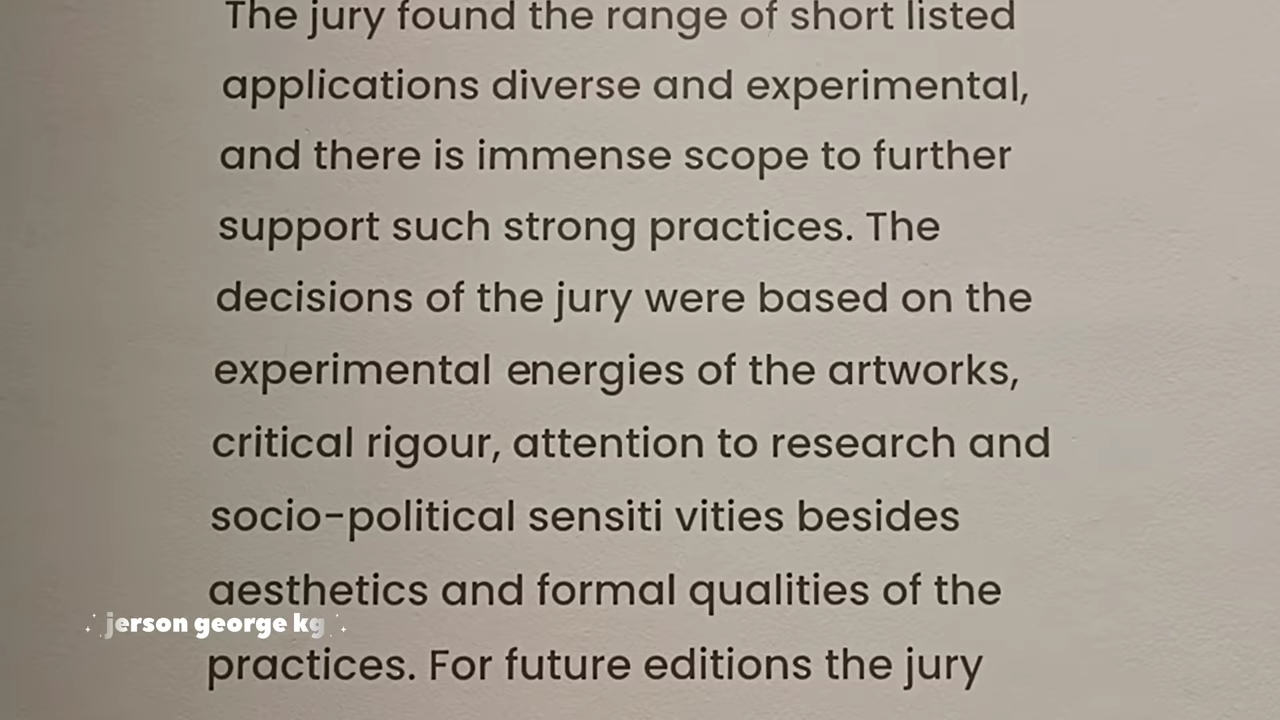 The jury found the range of short listed
applications diverse and experimental,
and there is immense scope to further
support such strong practices. The
decisions of the jury were based on the
experimental energies of the artworks,
critical rigour, attention to research and
socio-political sensiti vities besides
aesthetics and formal qualities of the
jerson george kg
practices. For future editions the jury